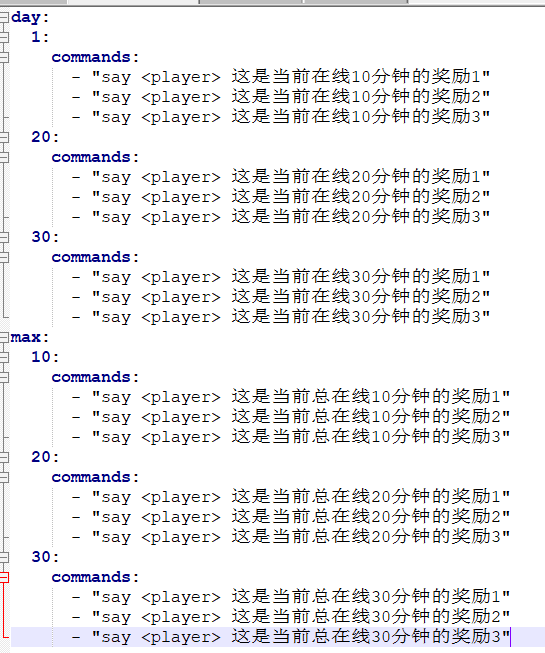 day:
1:
commands:
- "say <player> 这是当前在线10分钟的奖励1"
- "say <player> 这是当前在线10分钟的奖励2"
- "say <player> 这是当前在线10分钟的奖励3"
20:
commands:
- "say <player> 这是当前在线20分钟的奖励1"
- "say <player> 这是当前在线20分钟的奖励2"
- "say <player> 这是当前在线20分钟的奖励3"
30:
commands:
- "say <player> 这是当前在线30分钟的奖励1"
- "say <player> 这是当前在线30分钟的奖励2"
- "say <player> 这是当前在线30分钟的奖励3"
max:
10:
commands:
- "say <player> 这是当前总在线10分钟的奖励1"
- "say <player> 这是当前总在线10分钟的奖励2"
- "say <player> 这是当前总在线10分钟的奖励3"
20:
commands:
- "say <player> 这是当前总在线20分钟的奖励1"
- "say <player> 这是当前总在线20分钟的奖励2"
- "say <player> 这是当前总在线20分钟的奖励3"
30:
commands:
- "say <player> 这是当前总在线30分钟的奖励1"
- "say <player> 这是当前总在线30分钟的奖励2"
- "say <player> 这是当前总在线30分钟的奖励3"